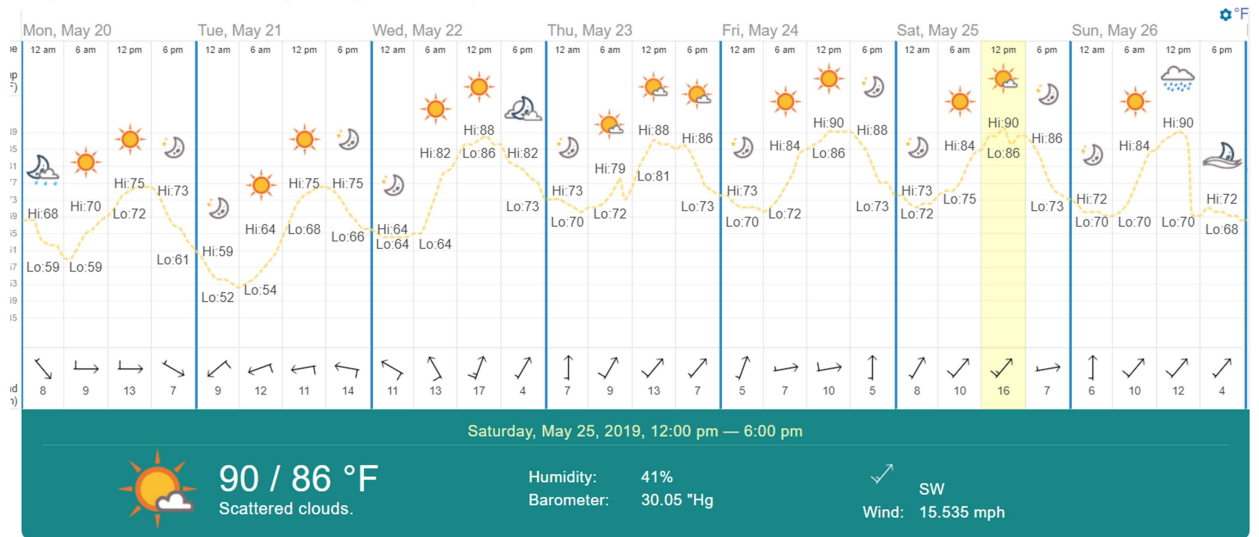 °F
Mon, May 20 Tue, May 21 Wed, May 22 Thu, May 23 Fri, May 24 Sat, May 25 Sun, May 26
12 am 6 am 12 pm 6 pm 12 am 6 am 12 pm 6 pm 12 am 6 am 12 pm 6 pm 12 am 6 am 12 pm 6 pm 12 am 6 am 12 pm 6 pm 12 am 6 am 12 pm 6 pm 12 am 6 am 12 pm 6 pm
Hi:68 Hi:70 Hi:75 Hi:73 Hi:59 Hi:64 Hi:75 Hi:75 Hi:64 Hi:82 Hi:88 Hi:82 Hi:73 Hi:79 Hi:88 Hi:86 Hi:73 Hi:84 Hi:90 Hi:88 Hi:73 Hi:84 Hi:90 Hi:86 Hi:72 Hi:84 Hi:90 Hi:72
Lo:59 Lo:59 Lo:72 Lo:61 Lo:52 Lo:54 Lo:68 Lo:66 Lo:64 Lo:64 Lo:86 Lo:73 Lo:70 Lo:72 Lo:81 Lo:73 Lo:70 Lo:72 Lo:86 Lo:73 Lo:72 Lo:75 Lo:86 Lo:73 Lo:70 Lo:70 Lo:70 Lo:68
8 9 13 7 9 12 11 14 11 13 17 4 7 9 13 7 5 7 10 5 8 10 16 7 6 10 12 4
Saturday, May 25, 2019, 12:00 pm — 6:00 pm
90 / 86 °F
Scattered clouds.
Humidity: 41%
Barometer: 30.05 "Hg
SW
Wind: 15.535 mph